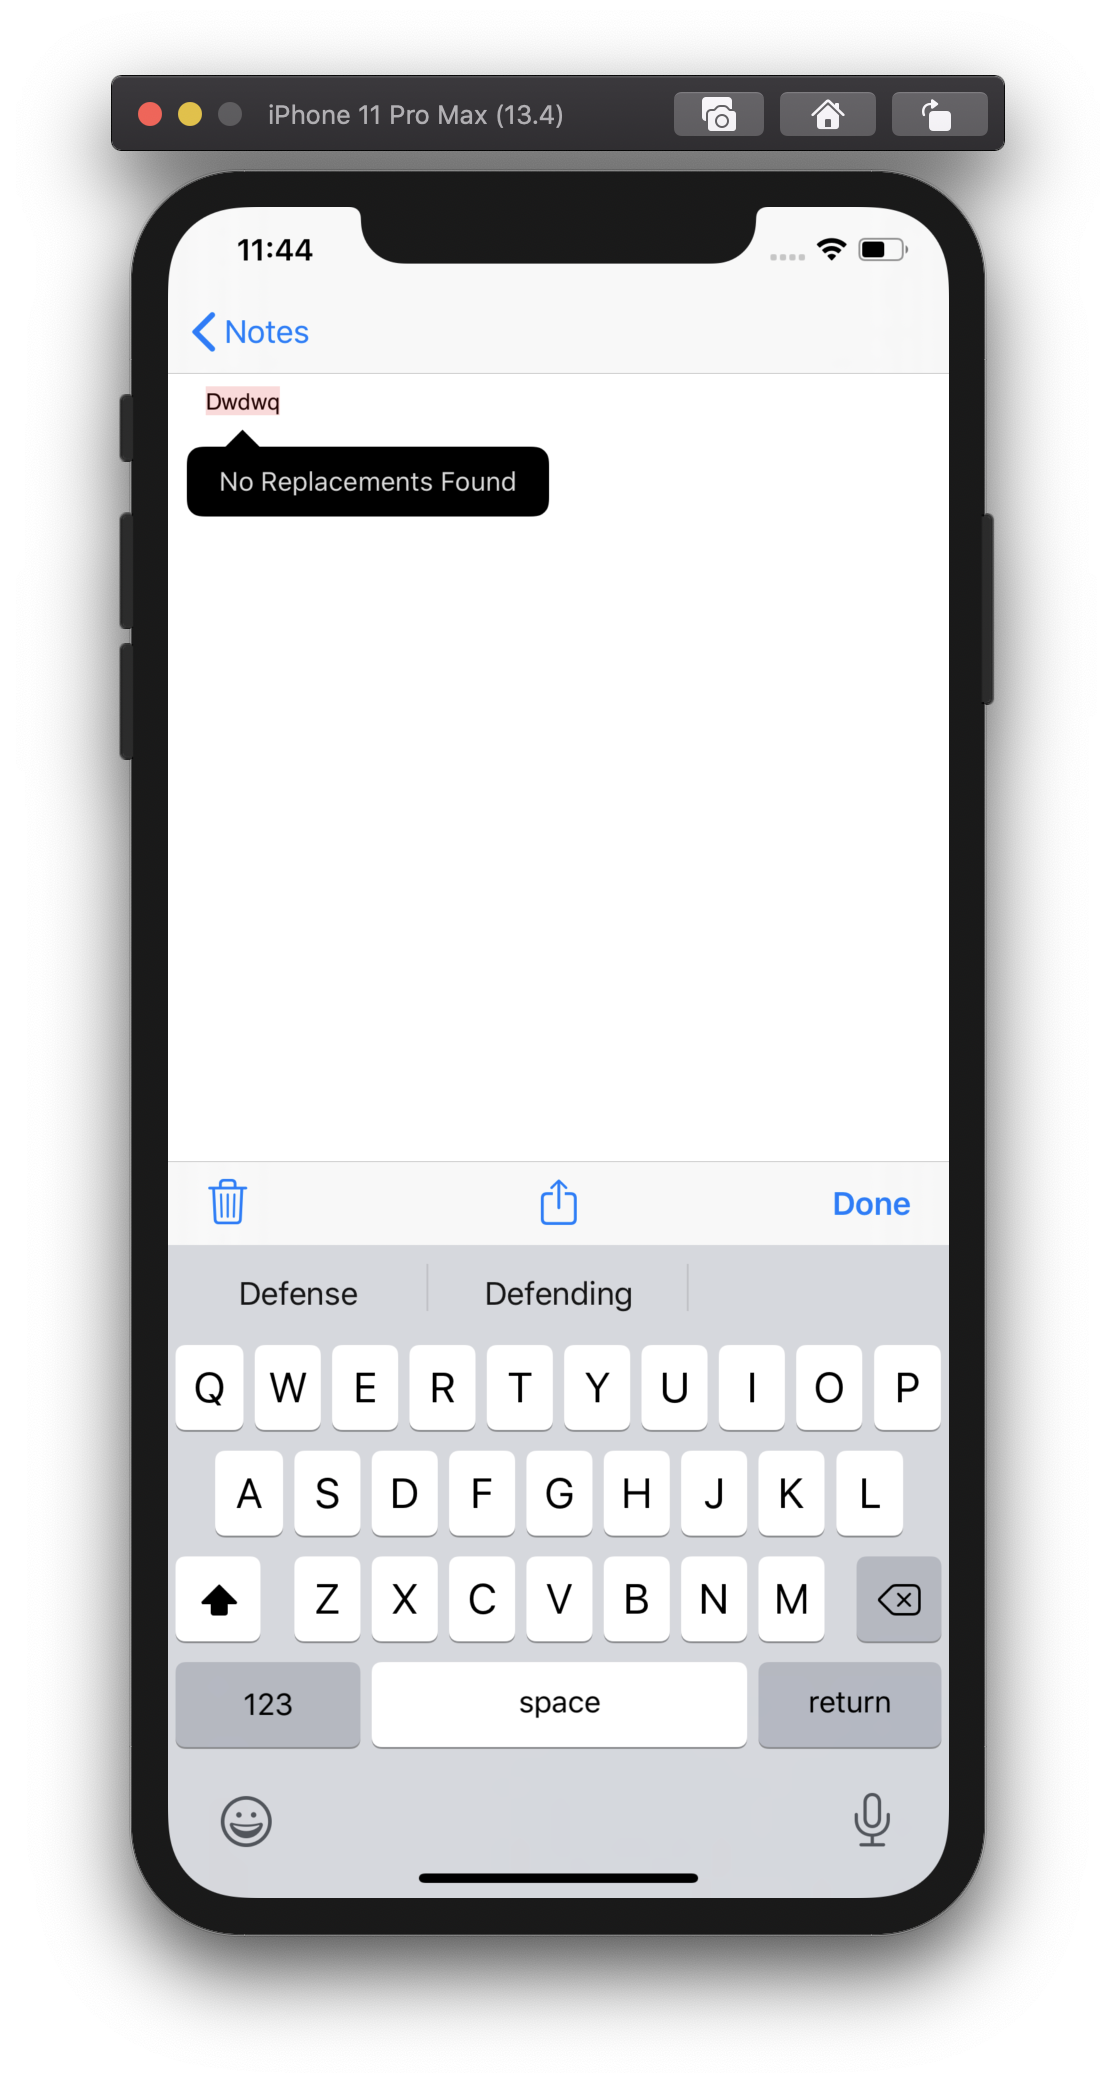 iPhone 11 Pro Max (13.4)
11:44
Notes
Dwdwq
No Replacements Found
Done
Defense Defending
Q W E R T Y U I O P
A S D F G H J K L
Z X C V B N M
123 space return